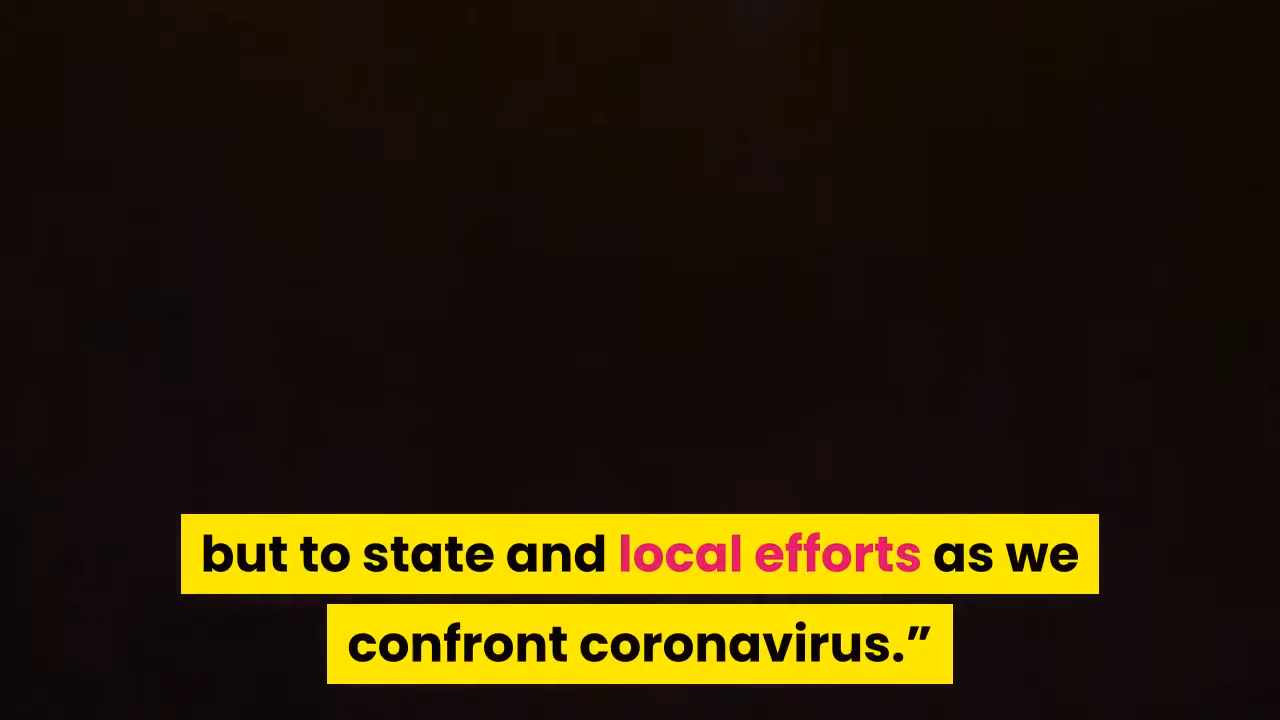 but to state and local efforts as we
confront coronavirus.”